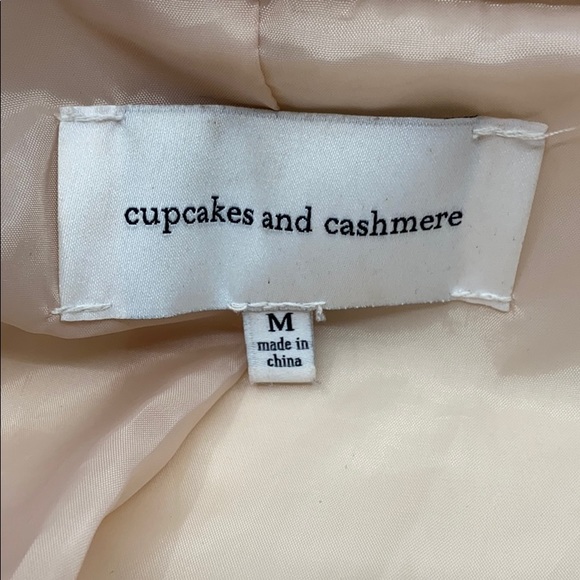 cupcakes and cashmere
M
made in
china